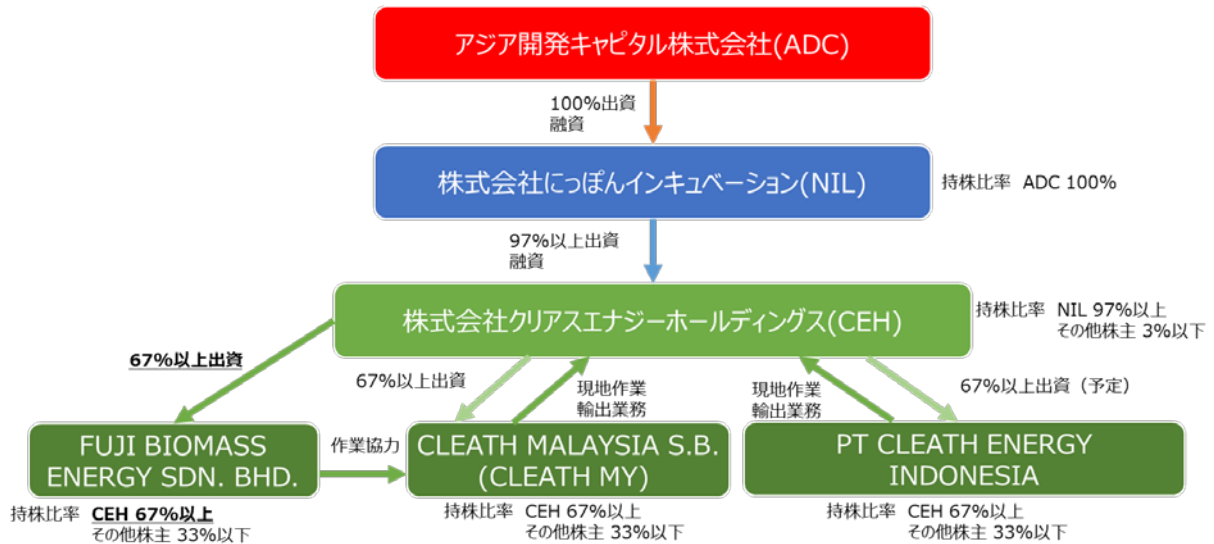 アジア開発キャピタル株式会社(ADC)
100%出資
融資
株式会社にっぽんインキュベーション(NIL)
持株比率 ADC 100%
97%以上出資
融資
株式会社クリアスエナジーホールディングス(CEH)
持株比率 NIL 97%以上
その他株主 3%以下
67%以上出資
67%以上出資
現地作業
輸出業務
現地作業
輸出業務
67%以上出資（予定）
FUJI BIOMASS
ENERGY SDN. BHD.
作業協力
CLEATH MALAYSIA S.B.
(CLEATH MY)
PT CLEATH ENERGY
INDONESIA
持株比率 CEH 67%以上
その他株主 33%以下
持株比率 CEH 67%以上
その他株主 33%以下
持株比率 CEH 67%以上
その他株主 33%以下